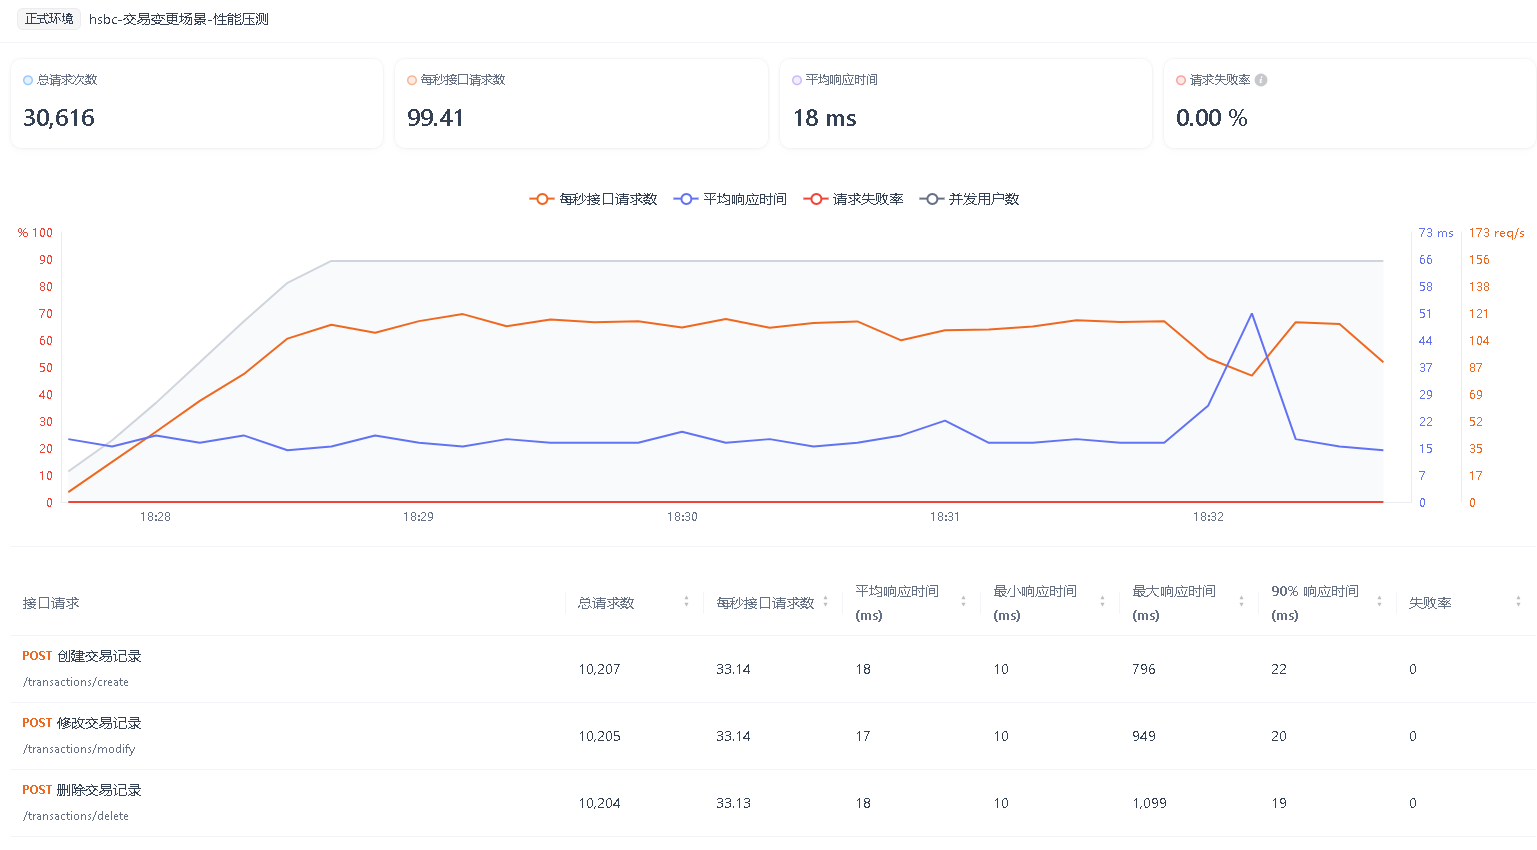 正式环境 hsbc-交易变更场景-性能压测
总请求次数 每秒接口请求数 平均响应时间 请求失败率
30,616 99.41 18 ms 0.00 %
每秒接口请求数 平均响应时间 请求失败率 并发用户数
% 100 73 ms 173 req/s
90 66 156
80 58 138
70 51 121
60 44 104
50 37 87
40 29 69
30 22 52
20 15 35
10 7 17
0 0 0
18:28 18:29 18:30 18:31 18:32
接口请求 总请求数 每秒接口请求数 平均响应时间 (ms) 最小响应时间 (ms) 最大响应时间 (ms) 90% 响应时间 (ms) 失败率
POST 创建交易记录
/transactions/create
10,207 33.14 18 10 796 22 0
POST 修改交易记录
/transactions/modify
10,205 33.14 17 10 949 20 0
POST 删除交易记录
/transactions/delete
10,204 33.13 18 10 1,099 19 0